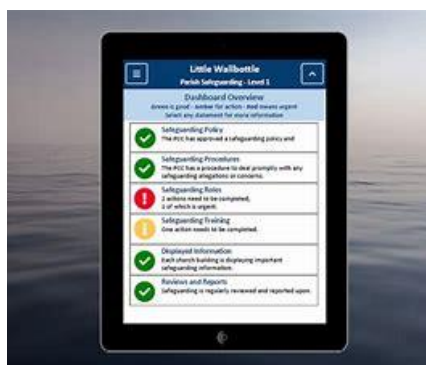 Little Wallbottle
Parish Safeguarding - Level 1
Dashboard Overview
Green is good - Amber for action - Red means urgent
Select any statement for more information
Safeguarding Policy
The PCC has approved a safeguarding policy and
Safeguarding Procedures
The PCC has a procedure to deal promptly with any
safeguarding allegations or concerns.
Safeguarding Roles
2 actions need to be completed,
1 of which is urgent.
Safeguarding Training
One action needs to be completed.
Displayed Information
Each church building is displaying important
safeguarding information.
Reviews and Reports
Safeguarding is regularly reviewed and reported upon.